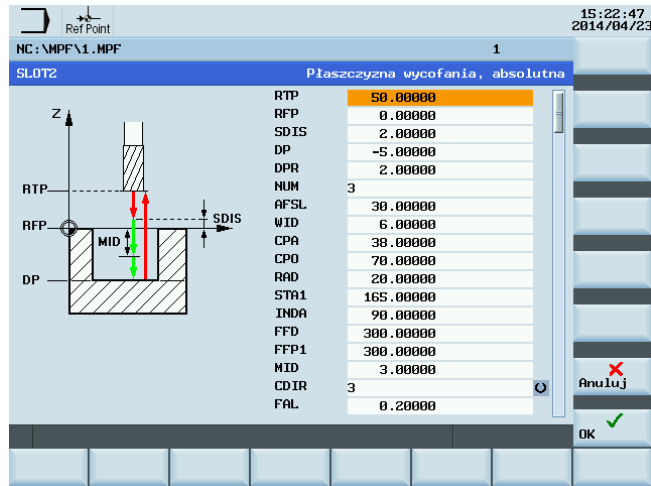 Ref Point
15:22:47
2014/04/23
NC:\MPF\1.MPF 1
SLOT2 Płaszczyzna wycofania, absolutna
RTP 50.00000
RFP 0.00000
SDIS 2.00000
DP -5.00000
DPR 2.00000
NUM 3
AFSL 30.00000
WID 6.00000
CPA 38.00000
CPO 70.00000
RAD 20.00000
STA1 165.00000
INDA 90.00000
FFD 300.00000
FFP1 300.00000
MID 3.00000
CDIR 3
FAL 0.20000
Z
RTP
SDIS
RFP
MID
DP
Anuluj
OK